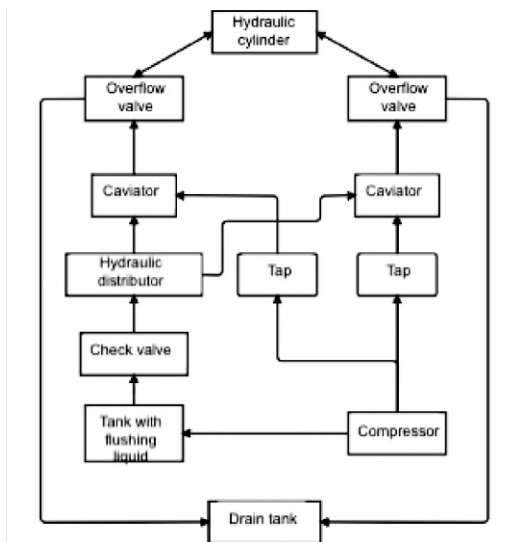 Hydraulic
cylinder
Overflow
valve
Overflow
valve
Caviator
Caviator
Hydraulic
distributor
Tap
Tap
Check valve
Tank with
flushing
liquid
Compressor
Drain tank